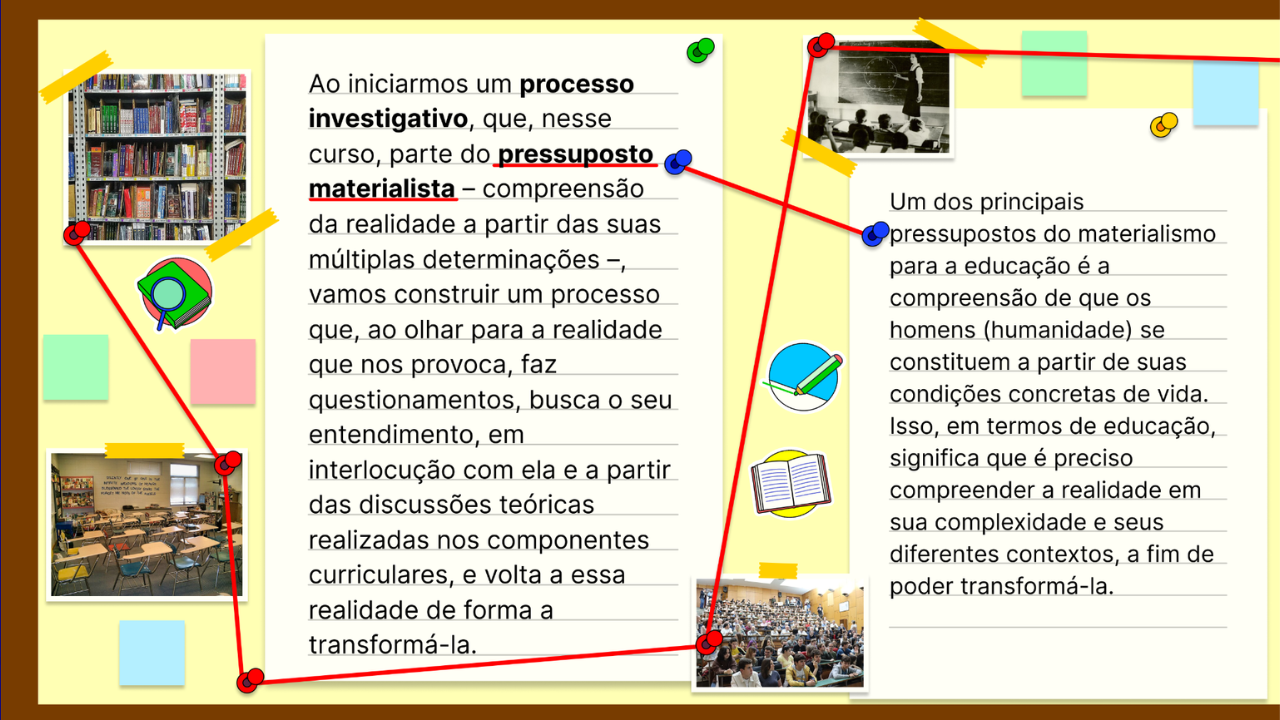 Ao iniciarmos um processo
investigativo, que, nesse
curso, parte do pressuposto
materialista – compreensão
da realidade a partir das suas
múltiplas determinações –,
vamos construir um processo
que, ao olhar para a realidade
que nos provoca, faz
questionamentos, busca o seu
entendimento, em
interlocução com ela e a partir
das discussões teóricas
realizadas nos componentes
curriculares, e volta a essa
realidade de forma a
transformá-la.
Um dos principais
pressupostos do materialismo
para a educação é a
compreensão de que os
homens (humanidade) se
constituem a partir de suas
condições concretas de vida.
Isso, em termos de educação,
significa que é preciso
compreender a realidade em
sua complexidade e seus
diferentes contextos, a fim de
poder transformá-la.